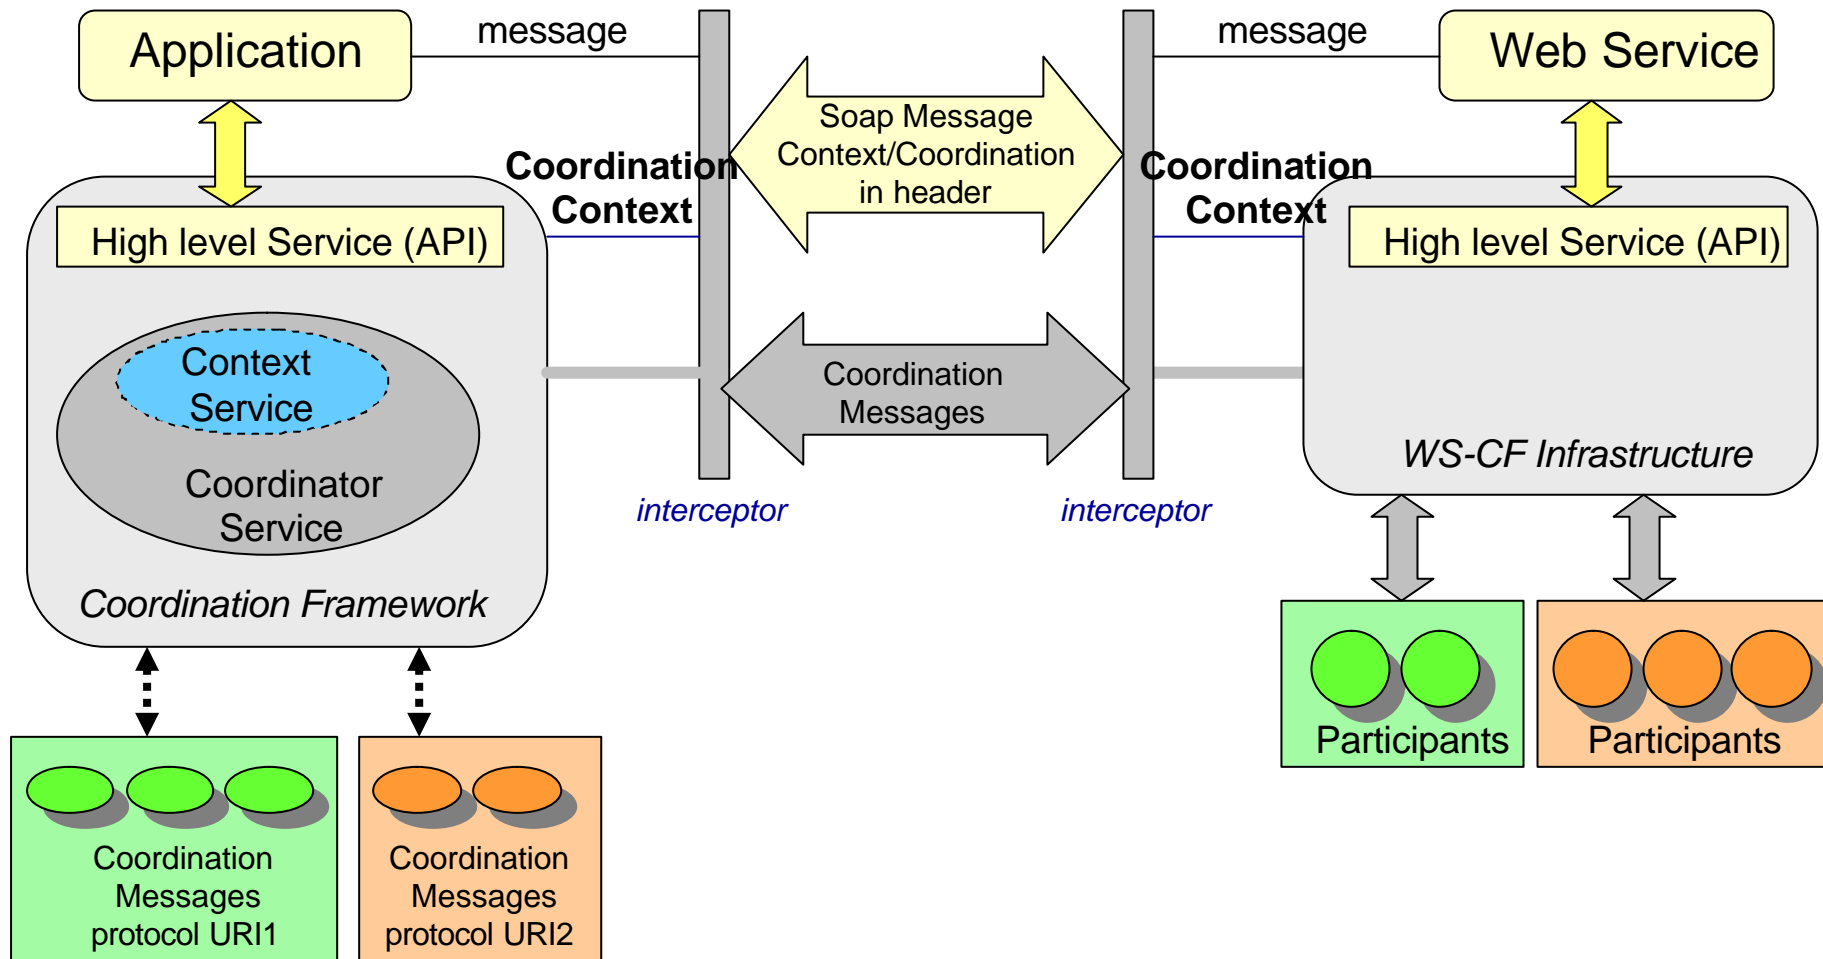 Application
message
message
Web Service
Soap Message
Context/Coordination
in header
Coordination
Context
Coordination
Context
High level Service (API)
High level Service (API)
Context
Service
Coordinator
Service
Coordination Framework
Coordination
Messages
WS-CF Infrastructure
interceptor
interceptor
Participants
Participants
Coordination
Messages
protocol URI1
Coordination
Messages
protocol URI2